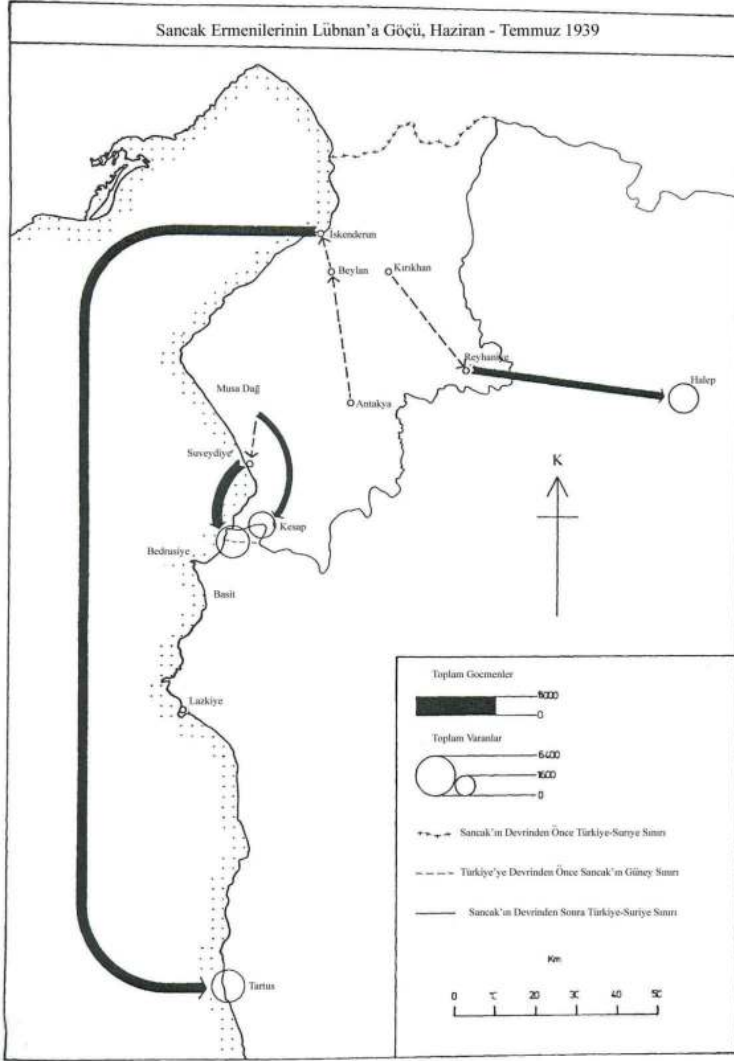 Sancak Ermenilerinin Lübnan'a Göçü, Haziran - Temmuz 1939
İskenderun
Beylan
Kırıkhan
Reyhaniye
Halep
Musa Dağ
Antakya
Suveydiye
K
Kesap
Bedrusiye
Basit
Lazkiye
Tartus
Toplam Gocmenler
0
Toplam Varanlar
6400
1600
0
Sancak'ın Devrinden Önce Türkiye-Suriye Sınırı
Türkiye'ye Devrinden Önce Sancak'ın Güney Sınırı
Sancak'ın Devrinden Sonra Türkiye-Suriye Sınırı
Km
0 20 30 40 50